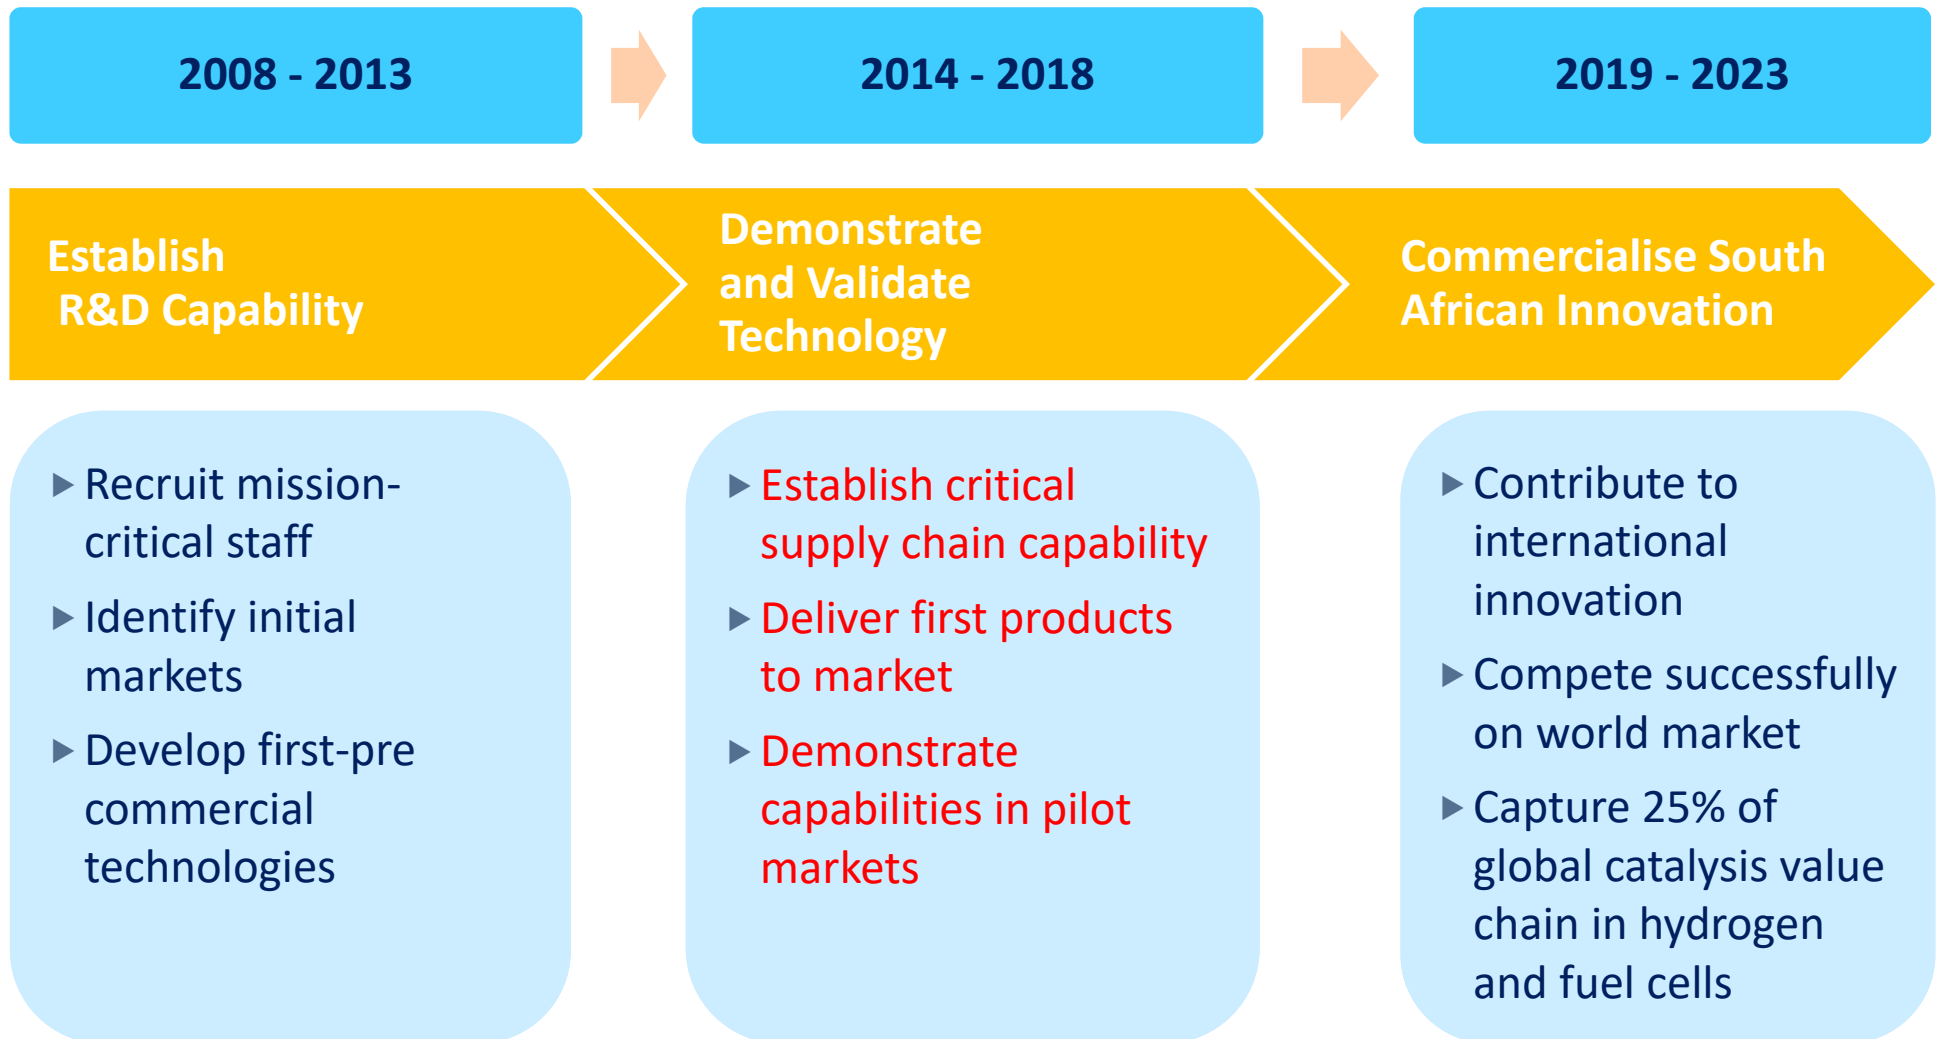 2008 - 2013
2014 - 2018
2019 - 2023
Establish
R&D Capability
Demonstrate
and Validate
Technology
Commercialise South
African Innovation
Recruit mission-
critical staff
Identify initial
markets
Develop first-pre
commercial
technologies
Establish critical
supply chain capability
Deliver first products
to market
Demonstrate
capabilities in pilot
markets
Contribute to
international
innovation
Compete successfully
on world market
Capture 25% of
global catalysis value
chain in hydrogen
and fuel cells